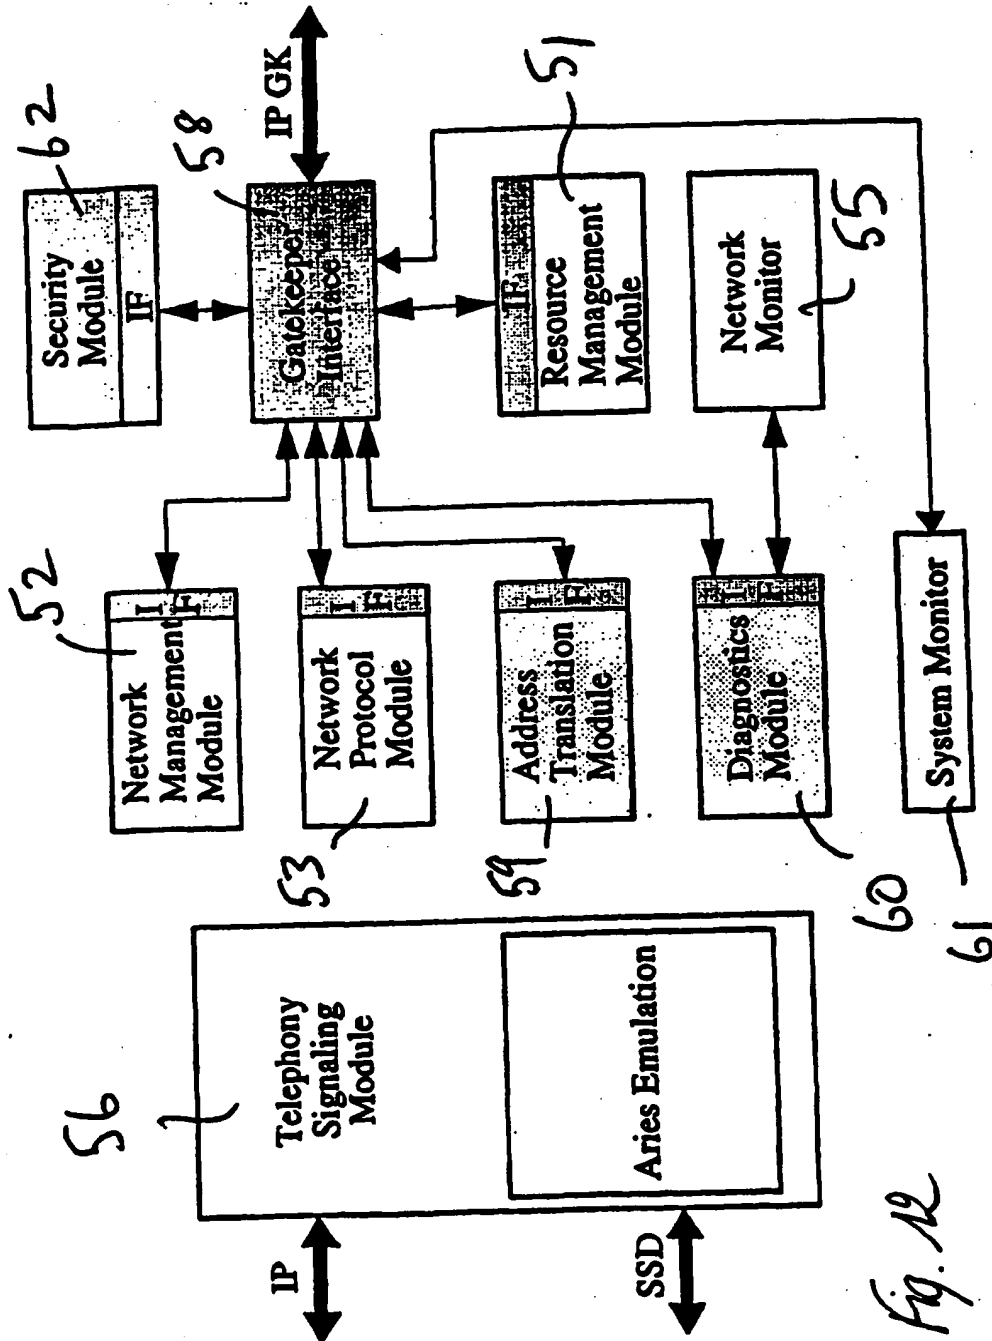 56
Telephony
Signaling
Module
Aries Emulation
IP
SSD
52
Network
Management
Module
I
F
53
Network
Protocol
Module
I
F
59
Address
Translation
Module
I
F
60
Diagnostics
Module
I
F
61
System Monitor
62
Security
Module
IF
58
Gatekeeper
Interface
IP GK
51
IF
Resource
Management
Module
55
Network
Monitor
Fig. 12